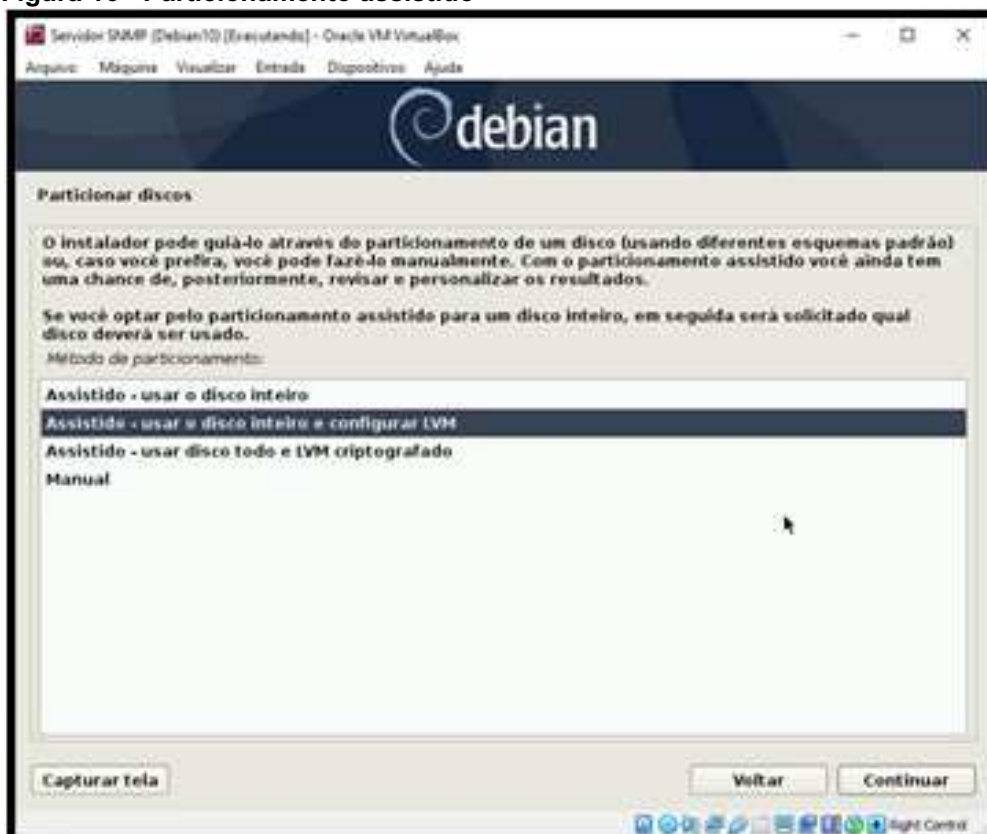 Servidor SNMP (Debian10) [Executando] - Oracle VM VirtualBox
Arquivo Máquina Visualizar Entrada Dispositivos Ajuda
debian
Particionar discos
O instalador pode guiá-lo através do particionamento de um disco (usando diferentes esquemas padrão)
ou, caso você prefira, você pode fazê-lo manualmente. Com o particionamento assistido você ainda tem
uma chance de, posteriormente, revisar e personalizar os resultados.
Se você optar pelo particionamento assistido para um disco inteiro, em seguida será solicitado qual
disco deverá ser usado.
Método de particionamento:
Assistido - usar o disco inteiro
Assistido - usar o disco inteiro e configurar LVM
Assistido - usar disco todo e LVM criptografado
Manual
Capturar tela
Voltar
Continuar
Right Control